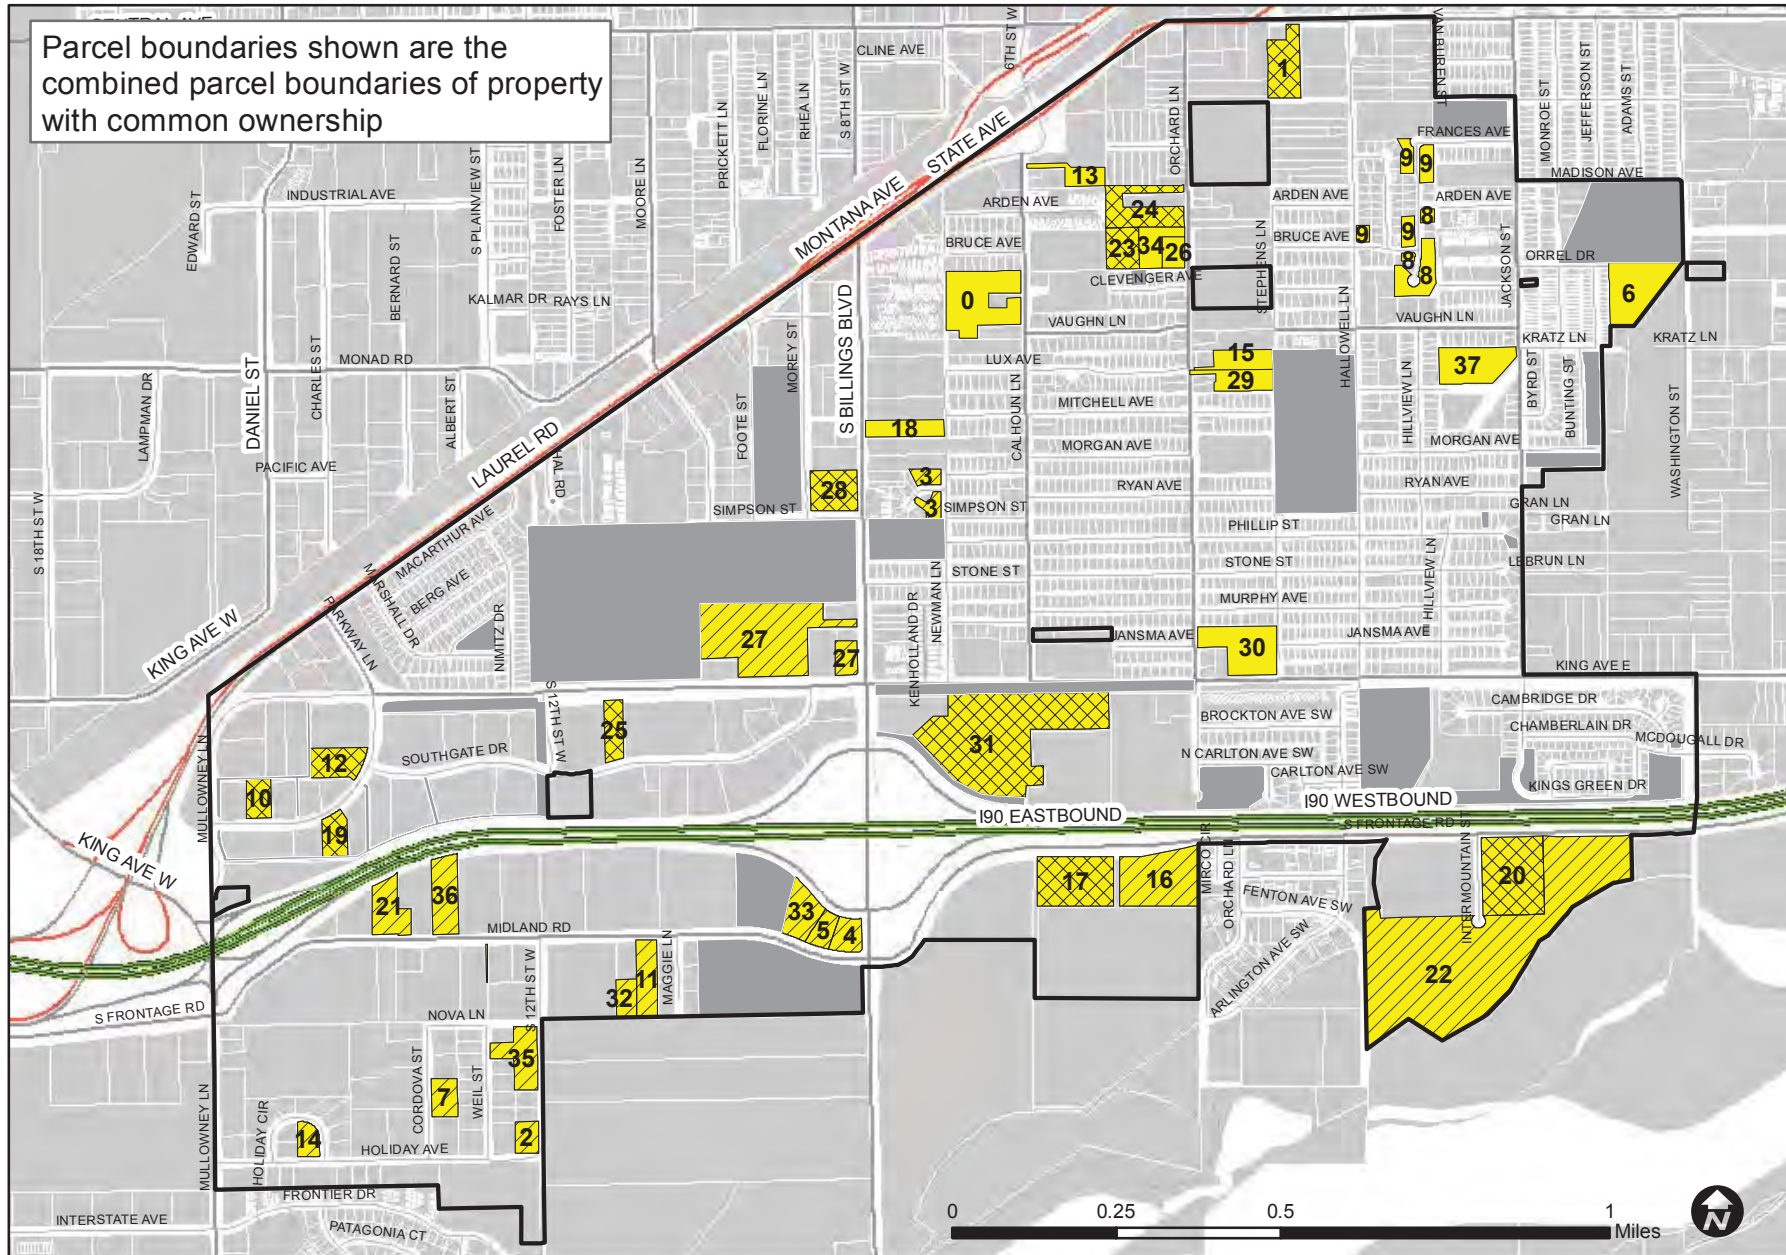 CENTRAL AVE
Parcel boundaries shown are the
combined parcel boundaries of property
with common ownership
CLINE AVE
6TH ST W
VAN BUREN ST
MONROE ST
JEFFERSON ST
ADAMS ST
PRICKETT LN
FLORINE LN
RHEA LN
S 8TH ST W
ORCHARD LN
1
FRANCES AVE
MADISON AVE
STATE AVE
MONTANA AVE
EDWARD ST
INDUSTRIAL AVE
S PLAINVIEW ST
FOSTER LN
MOORE LN
13
9
9
ARDEN AVE
ARDEN AVE
ARDEN AVE
24
8
BRUCE AVE
23
34
26
BRUCE AVE
9
9
8
8
CLEVENGER AVE
STEPHENS LN
JACKSON ST
ORREL DR
BERNARD ST
KALMAR DR
RAYS LN
S BILLINGS BLVD
0
6
VAUGHN LN
VAUGHN LN
KRATZ LN
KRATZ LN
DANIEL ST
CHARLES ST
MONAD RD
MOREY ST
LUX AVE
15
29
HALLOWELL LN
HILLVIEW LN
37
BYRD ST
BUNTING ST
WASHINGTON ST
LAMPMAN DR
ALBERT ST
FOOTE ST
CALHOUN LN
MITCHELL AVE
LAUREL RD
18
MORGAN AVE
MORGAN AVE
PACIFIC AVE
HAL RD
28
3
3
RYAN AVE
RYAN AVE
S 18TH ST W
SIMPSON ST
SIMPSON ST
GRAN LN
GRAN LN
PHILLIP ST
MACARTHUR AVE
BERG AVE
MARSHALL DR
NIMITZ DR
PARKWAY LN
STONE ST
STONE ST
LEBRUN LN
MURPHY AVE
HILLVIEW LN
KENHOLLAND DR
NEWMAN LN
KING AVE W
27
27
JANSMA AVE
30
JANSMA AVE
KING AVE E
S 12TH ST W
25
31
BROCKTON AVE SW
CAMBRIDGE DR
CHAMBERLAIN DR
MCDOUGALL DR
N CARLTON AVE SW
CARLTON AVE SW
KINGS GREEN DR
MULLOWNEY LN
12
SOUTHGATE DR
10
19
I90 EASTBOUND
I90 WESTBOUND
S FRONTAGE RD
KING AVE W
21
36
33
5
4
17
16
MIRCO CIR
ORCHARD LN
FENTON AVE SW
ARLINGTON AVE SW
INTERMOUNTAIN ST
20
22
MIDLAND RD
S FRONTAGE RD
S 12TH ST W
32
11
MAGGIE LN
NOVA LN
CORDOVA ST
WEIL ST
35
7
2
14
MULLOWNEY LN
HOLIDAY CIR
HOLIDAY AVE
FRONTIER DR
INTERSTATE AVE
PATAGONIA CT
0
0.25
0.5
1
Miles
N